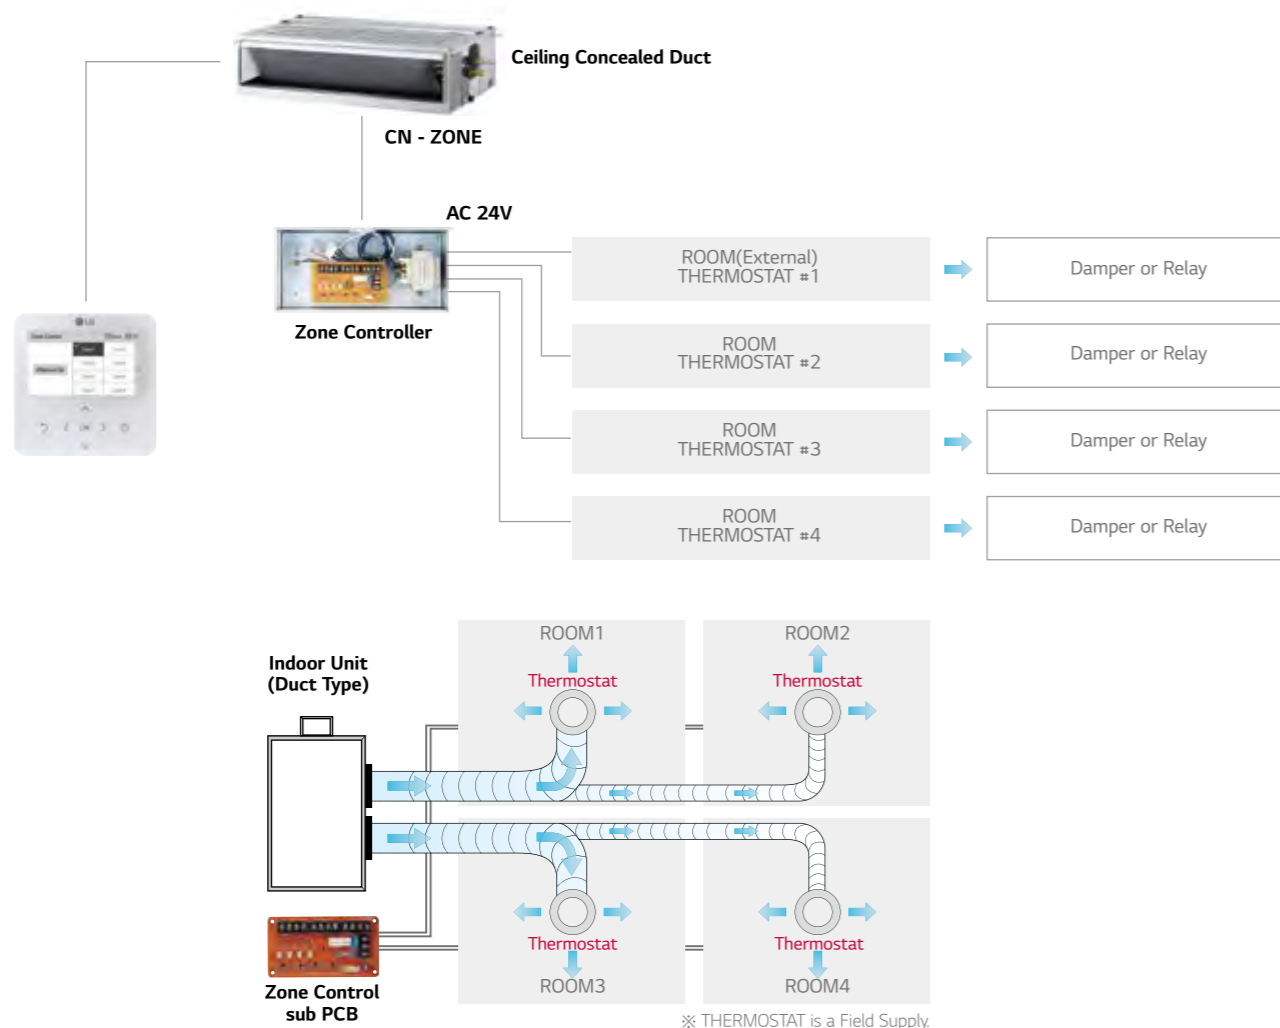 Ceiling Concealed Duct
CN - ZONE
AC 24V
Zone Controller
LG
ROOM(External)
THERMOSTAT #1
Damper or Relay
ROOM
THERMOSTAT #2
Damper or Relay
ROOM
THERMOSTAT #3
Damper or Relay
ROOM
THERMOSTAT #4
Damper or Relay
Indoor Unit
(Duct Type)
ROOM1
Thermostat
ROOM2
Thermostat
Thermostat
ROOM3
Thermostat
ROOM4
Zone Control
sub PCB
※ THERMOSTAT is a Field Supply.